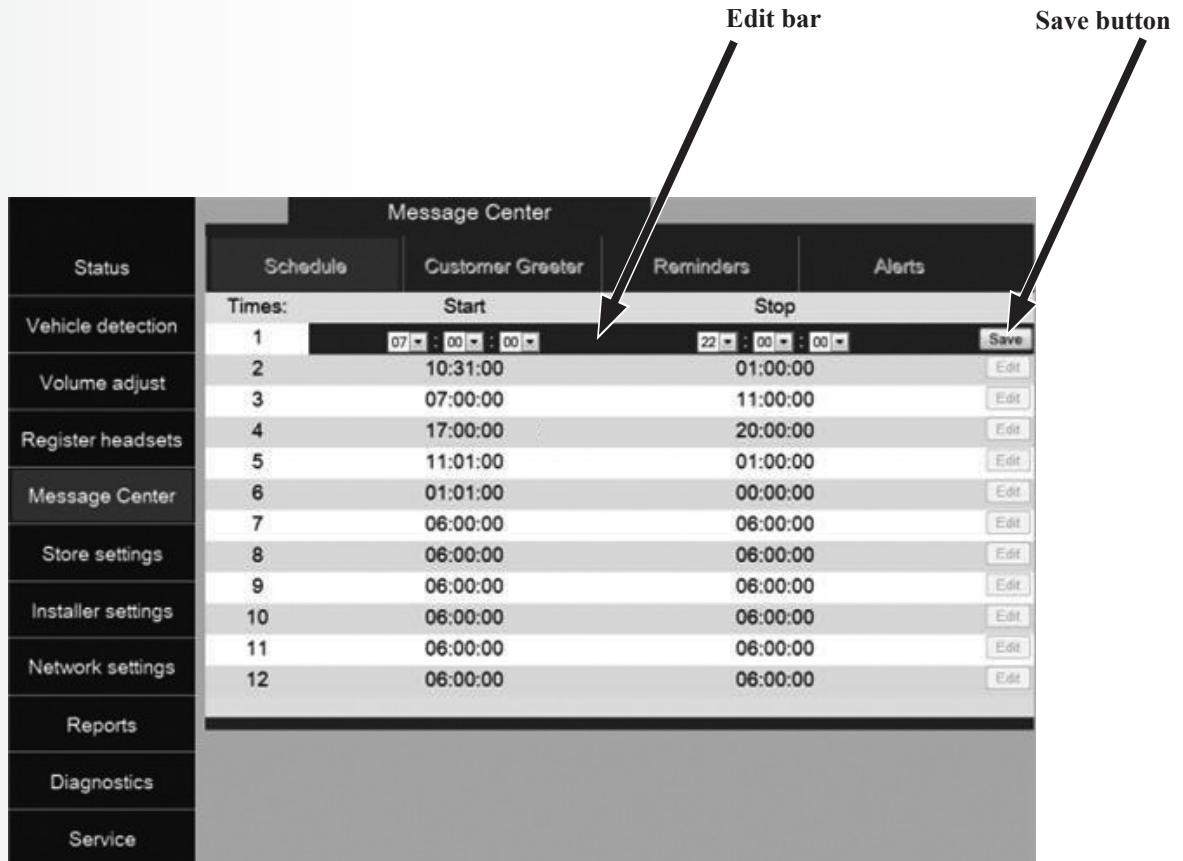 Edit bar Save button
Message Center
Status
Vehicle detection
Volume adjust
Register headsets
Message Center
Store settings
Installer settings
Network settings
Reports
Diagnostics
Service
Schedule Customer Greeter Reminders Alerts
Times: Start Stop
1 07 : 00 : 00 22 : 00 : 00 Save
2 10:31:00 01:00:00 Edit
3 07:00:00 11:00:00 Edit
4 17:00:00 20:00:00 Edit
5 11:01:00 01:00:00 Edit
6 01:01:00 00:00:00 Edit
7 06:00:00 06:00:00 Edit
8 06:00:00 06:00:00 Edit
9 06:00:00 06:00:00 Edit
10 06:00:00 06:00:00 Edit
11 06:00:00 06:00:00 Edit
12 06:00:00 06:00:00 Edit